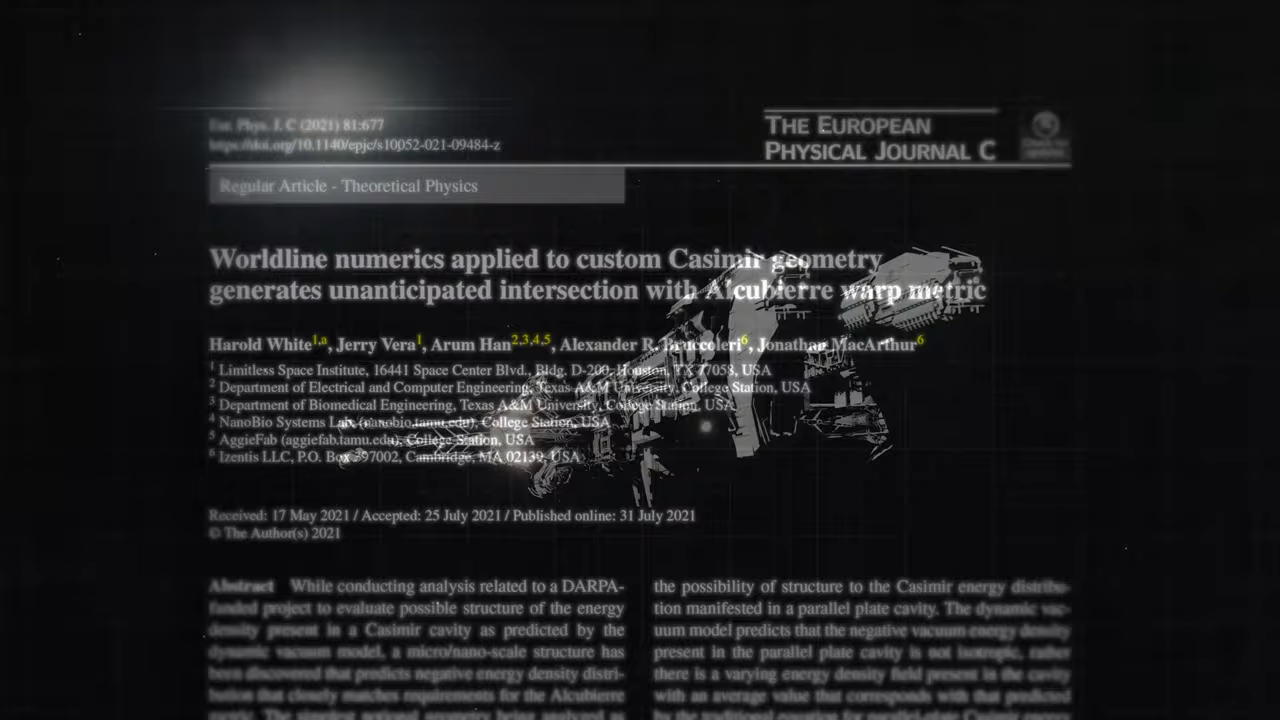 Eur. Phys. J. C (2021) 81:677
https://doi.org/10.1140/epjc/s10052-021-09484-z
THE EUROPEAN
PHYSICAL JOURNAL C
Regular Article - Theoretical Physics
Worldline numerics applied to custom Casimir geometry
generates unanticipated intersection with Alcubierre warp metric
Harold White1,a, Jerry Vera1, Arum Han2,3,4,5, Alexander R. Bruccoleri6, Jonathan MacArthur6
1 Limitless Space Institute, 16441 Space Center Blvd., Bldg. D-200, Houston, TX 77058, USA
2 Department of Electrical and Computer Engineering, Texas A&M University, College Station, USA
3 Department of Biomedical Engineering, Texas A&M University, College Station, USA
4 NanoBio Systems Lab (nanobio.tamu.edu), College Station, USA
5 AggieFab (aggiefab.tamu.edu), College Station, USA
6 Izentis LLC, P.O. Box 397002, Cambridge, MA 02139, USA
Received: 17 May 2021 / Accepted: 25 July 2021 / Published online: 31 July 2021
© The Author(s) 2021
Abstract While conducting analysis related to a DARPA-
funded project to evaluate possible structure of the energy
density present in a Casimir cavity as predicted by the
dynamic vacuum model, a micro/nano-scale structure has
been discovered that predicts negative energy density distri-
bution that closely matches requirements for the Alcubierre
the possibility of structure to the Casimir energy distribu-
tion manifested in a parallel plate cavity. The dynamic vac-
uum model predicts that the negative vacuum energy density
present in the parallel plate cavity is not isotropic, rather
there is a varying energy density field present in the cavity
with an average value that corresponds with that predicted